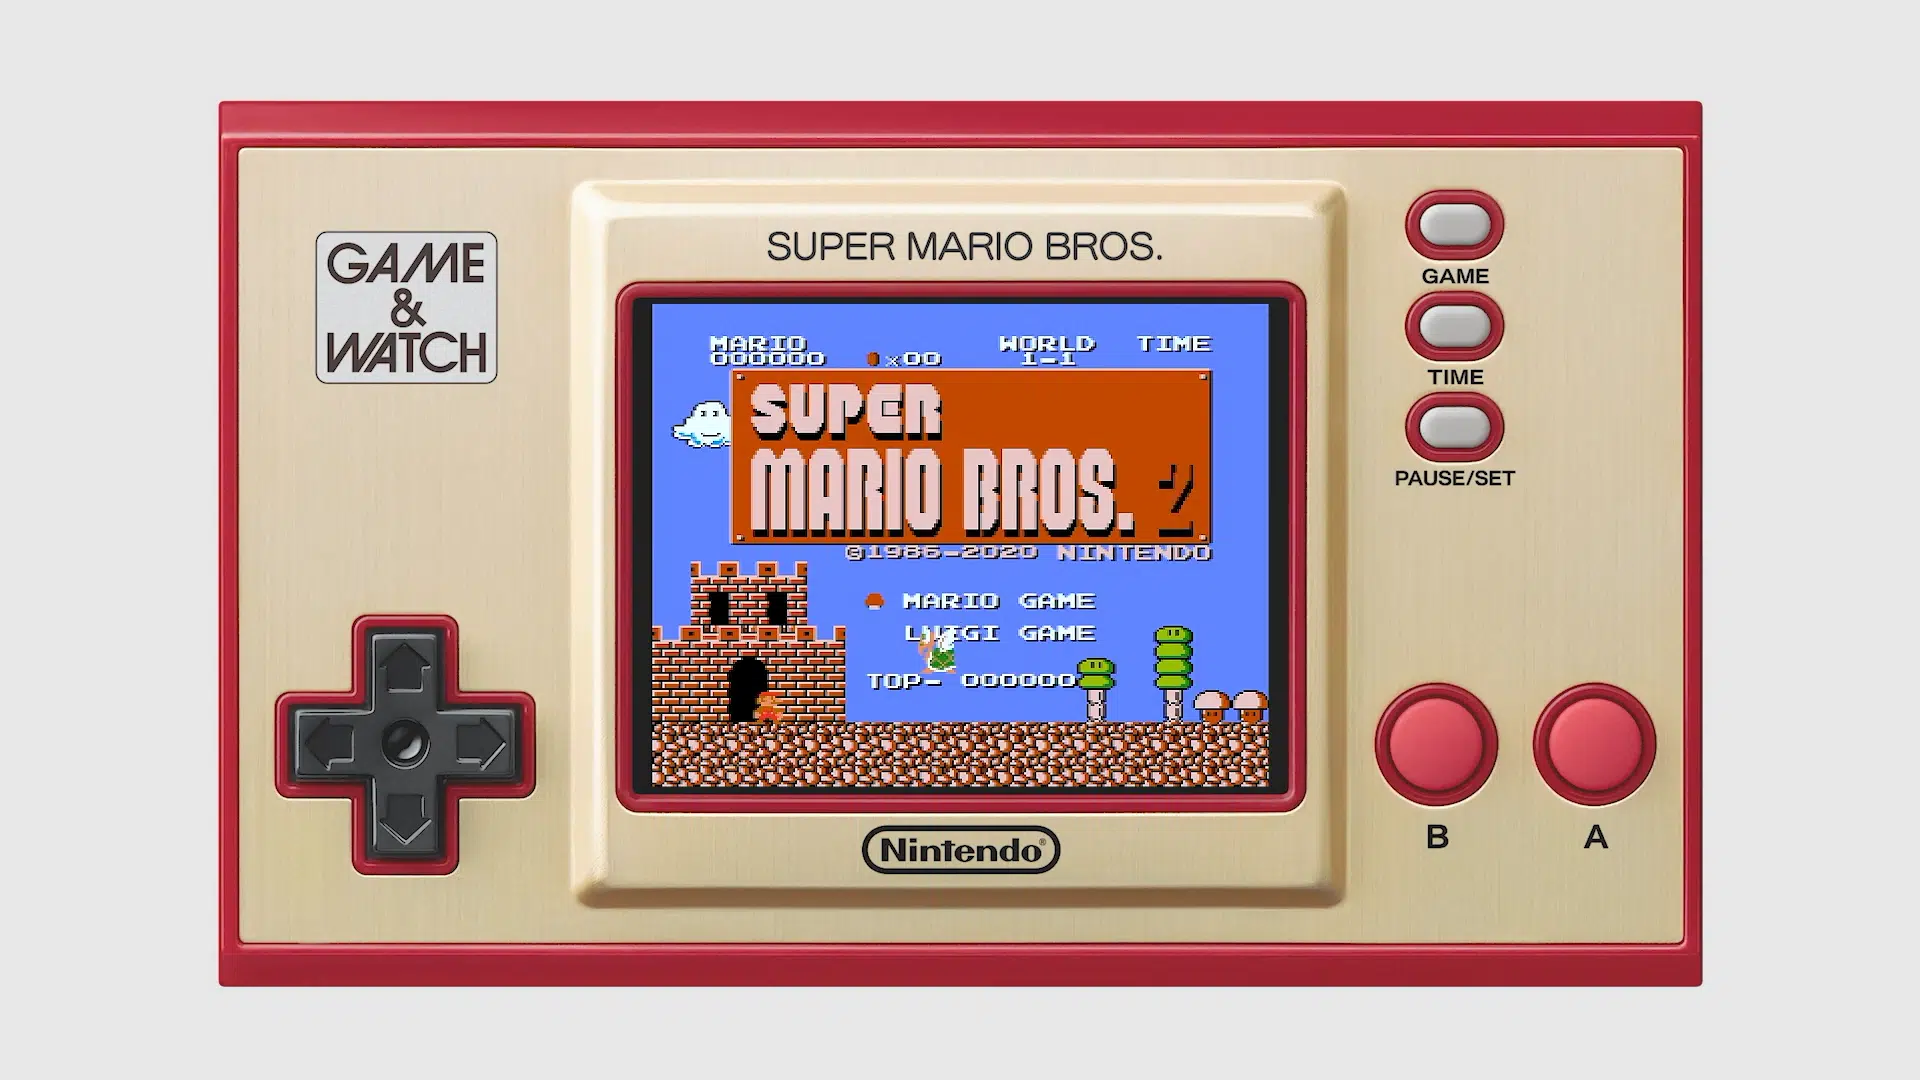 GAME
&
WATCH
SUPER MARIO BROS.
MARIO WORLD TIME
000000 x00 1-1
SUPER
MARIO BROS. 2
©1986-2020 NINTENDO
MARIO GAME
LUIGI GAME
TOP- 000000
Nintendo®
GAME
TIME
PAUSE/SET
B A